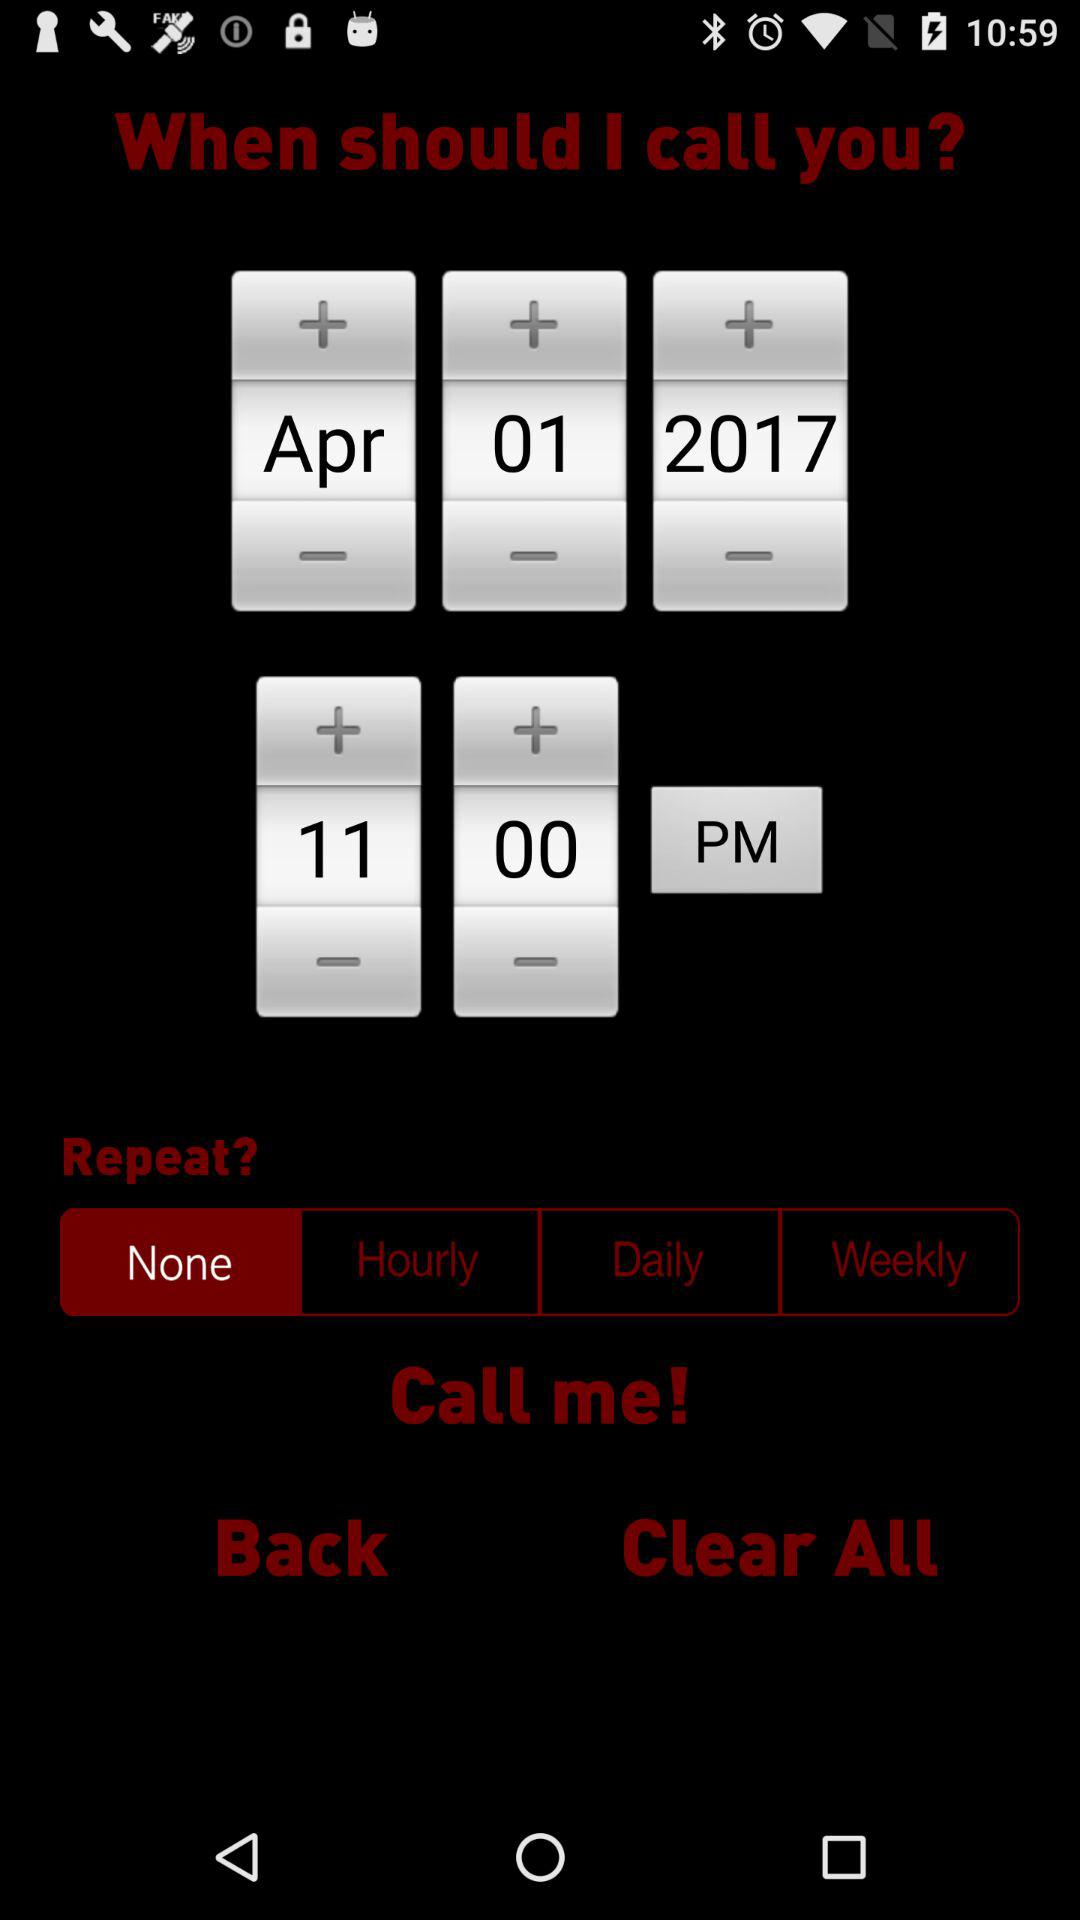 FAKE 10:59
When should I call you?
Apr 01 2017
11 00 PM
Repeat?
None Hourly Daily Weekly
Call me!
Back Clear All